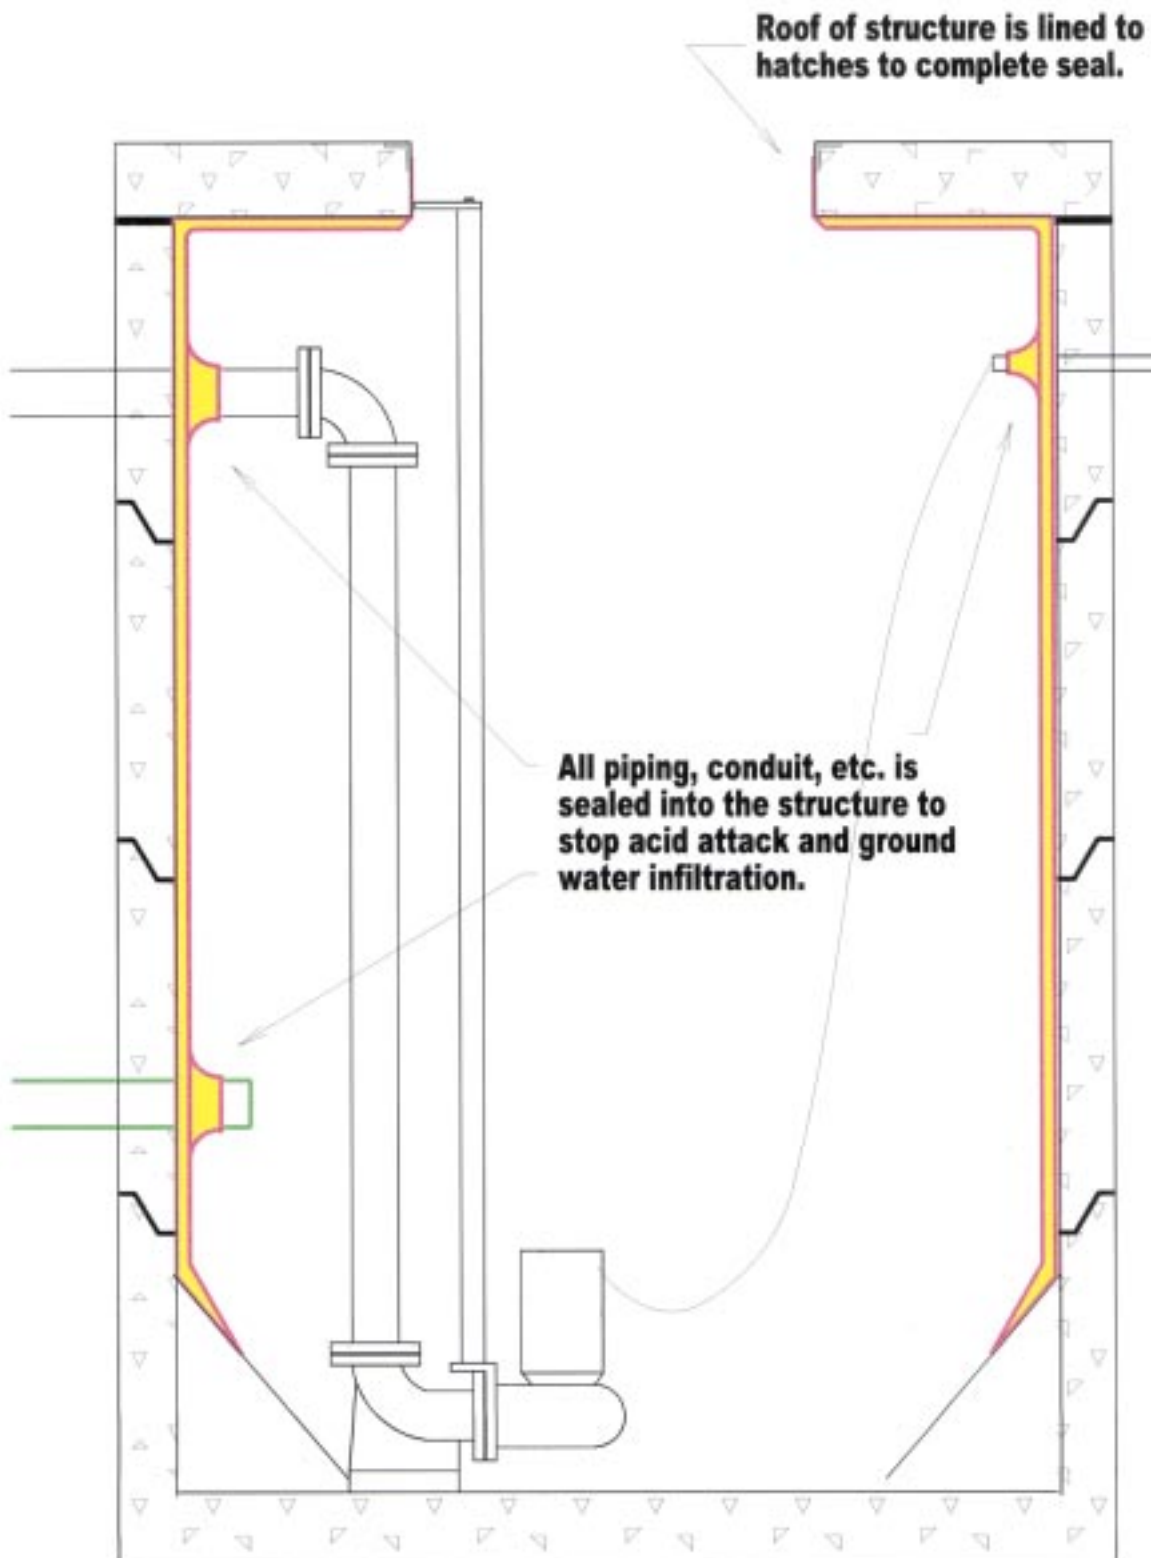 Roof of structure is lined to
hatches to complete seal.
All piping, conduit, etc. is
sealed into the structure to
stop acid attack and ground
water infiltration.